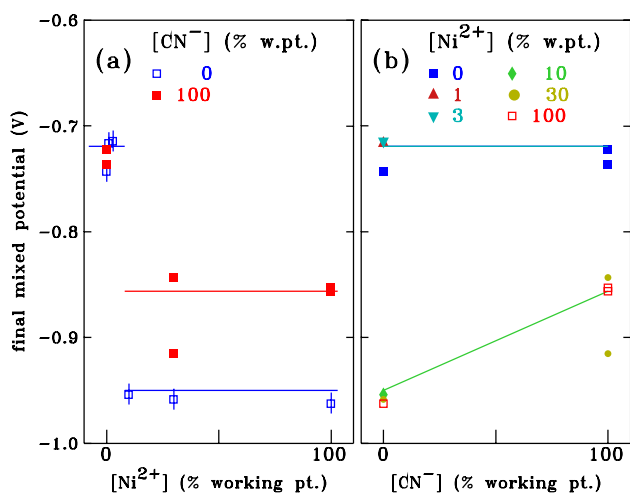 −0.6
−0.7
−0.8
−0.9
−1.0
final mixed potential (V)
(a)
[CN⁻] (% w.pt.)
0
100
0
100
[Ni²⁺] (% working pt.)
(b)
[Ni²⁺] (% w.pt.)
0
10
1
30
3
100
0
100
[CN⁻] (% working pt.)